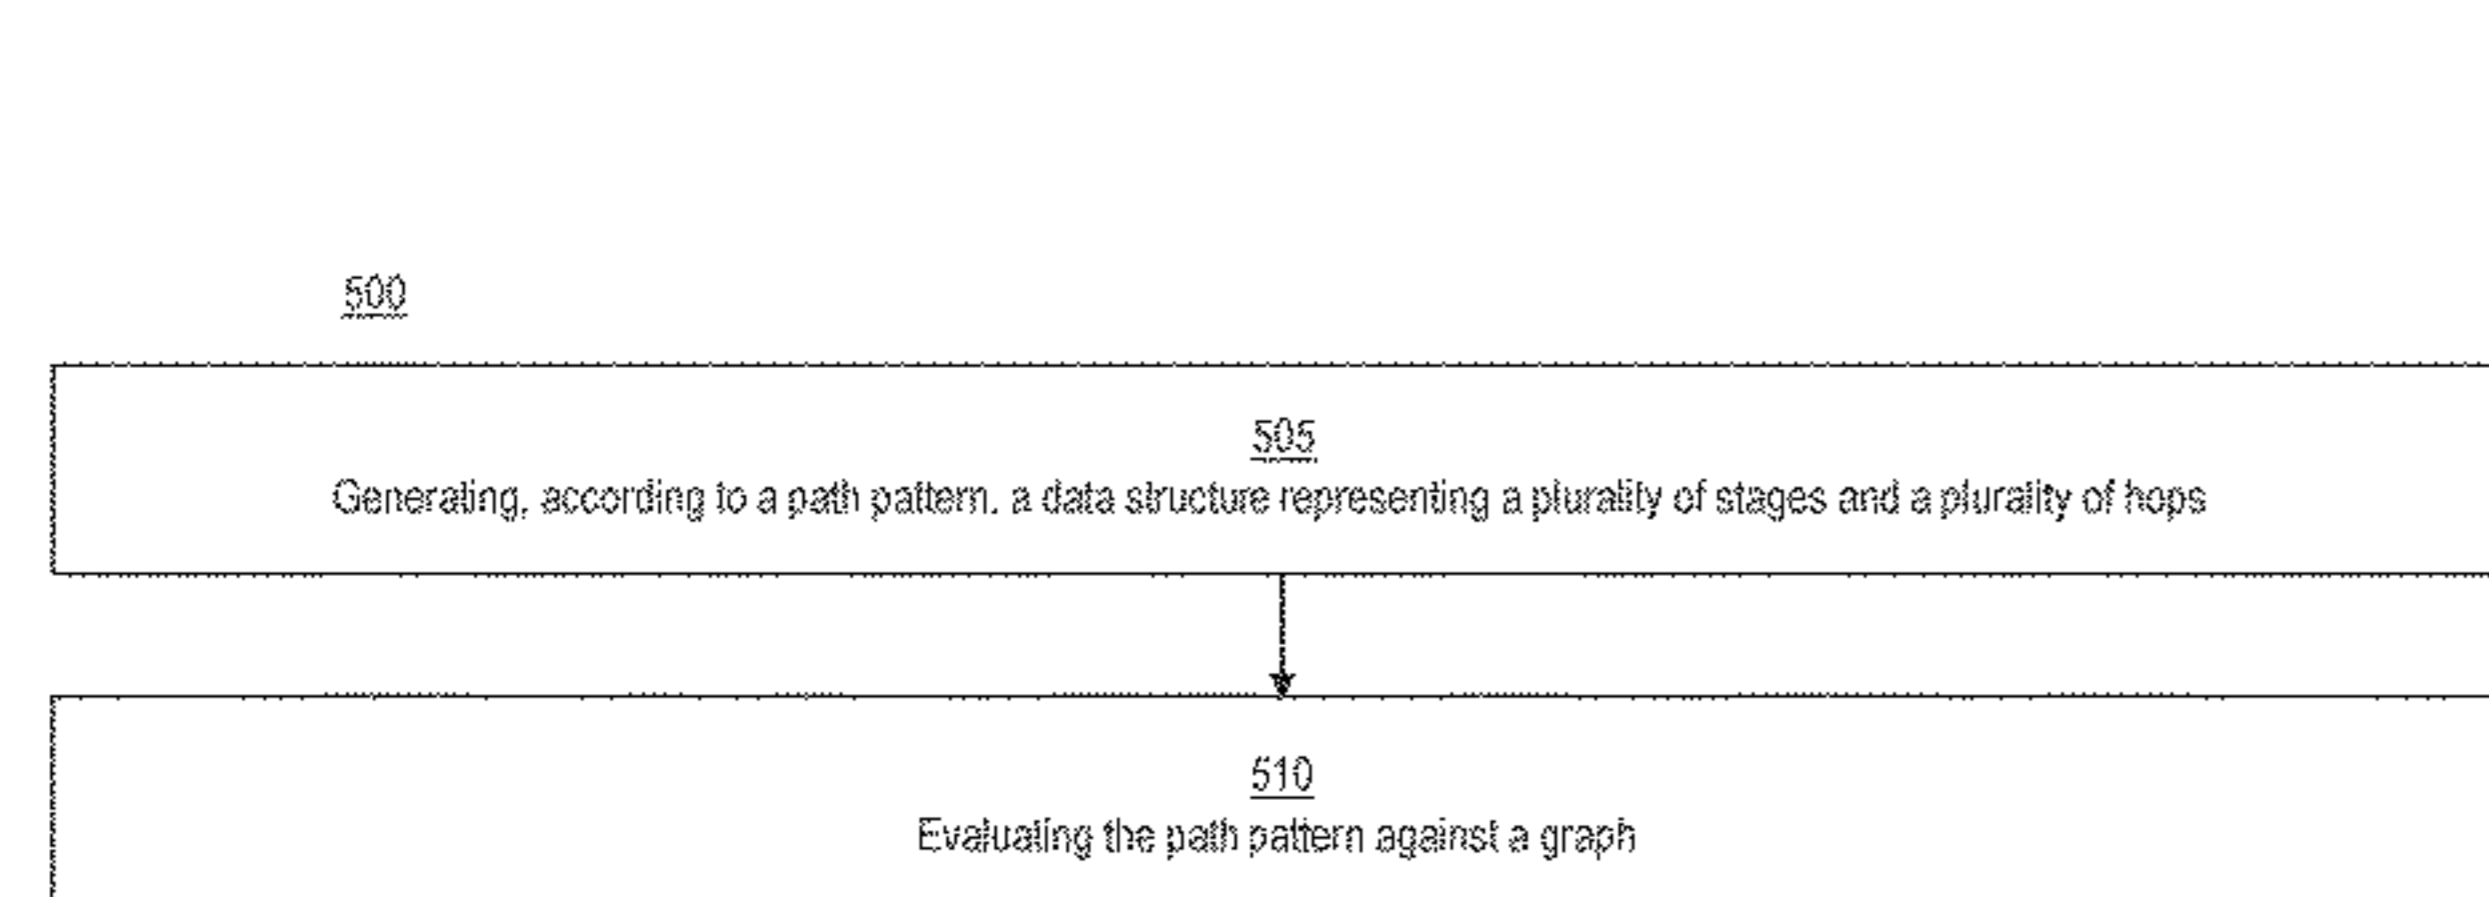 500
505
Generating, according to a path pattern, a data structure representing a plurality of stages and a plurality of hops
510
Evaluating the path pattern against a graph